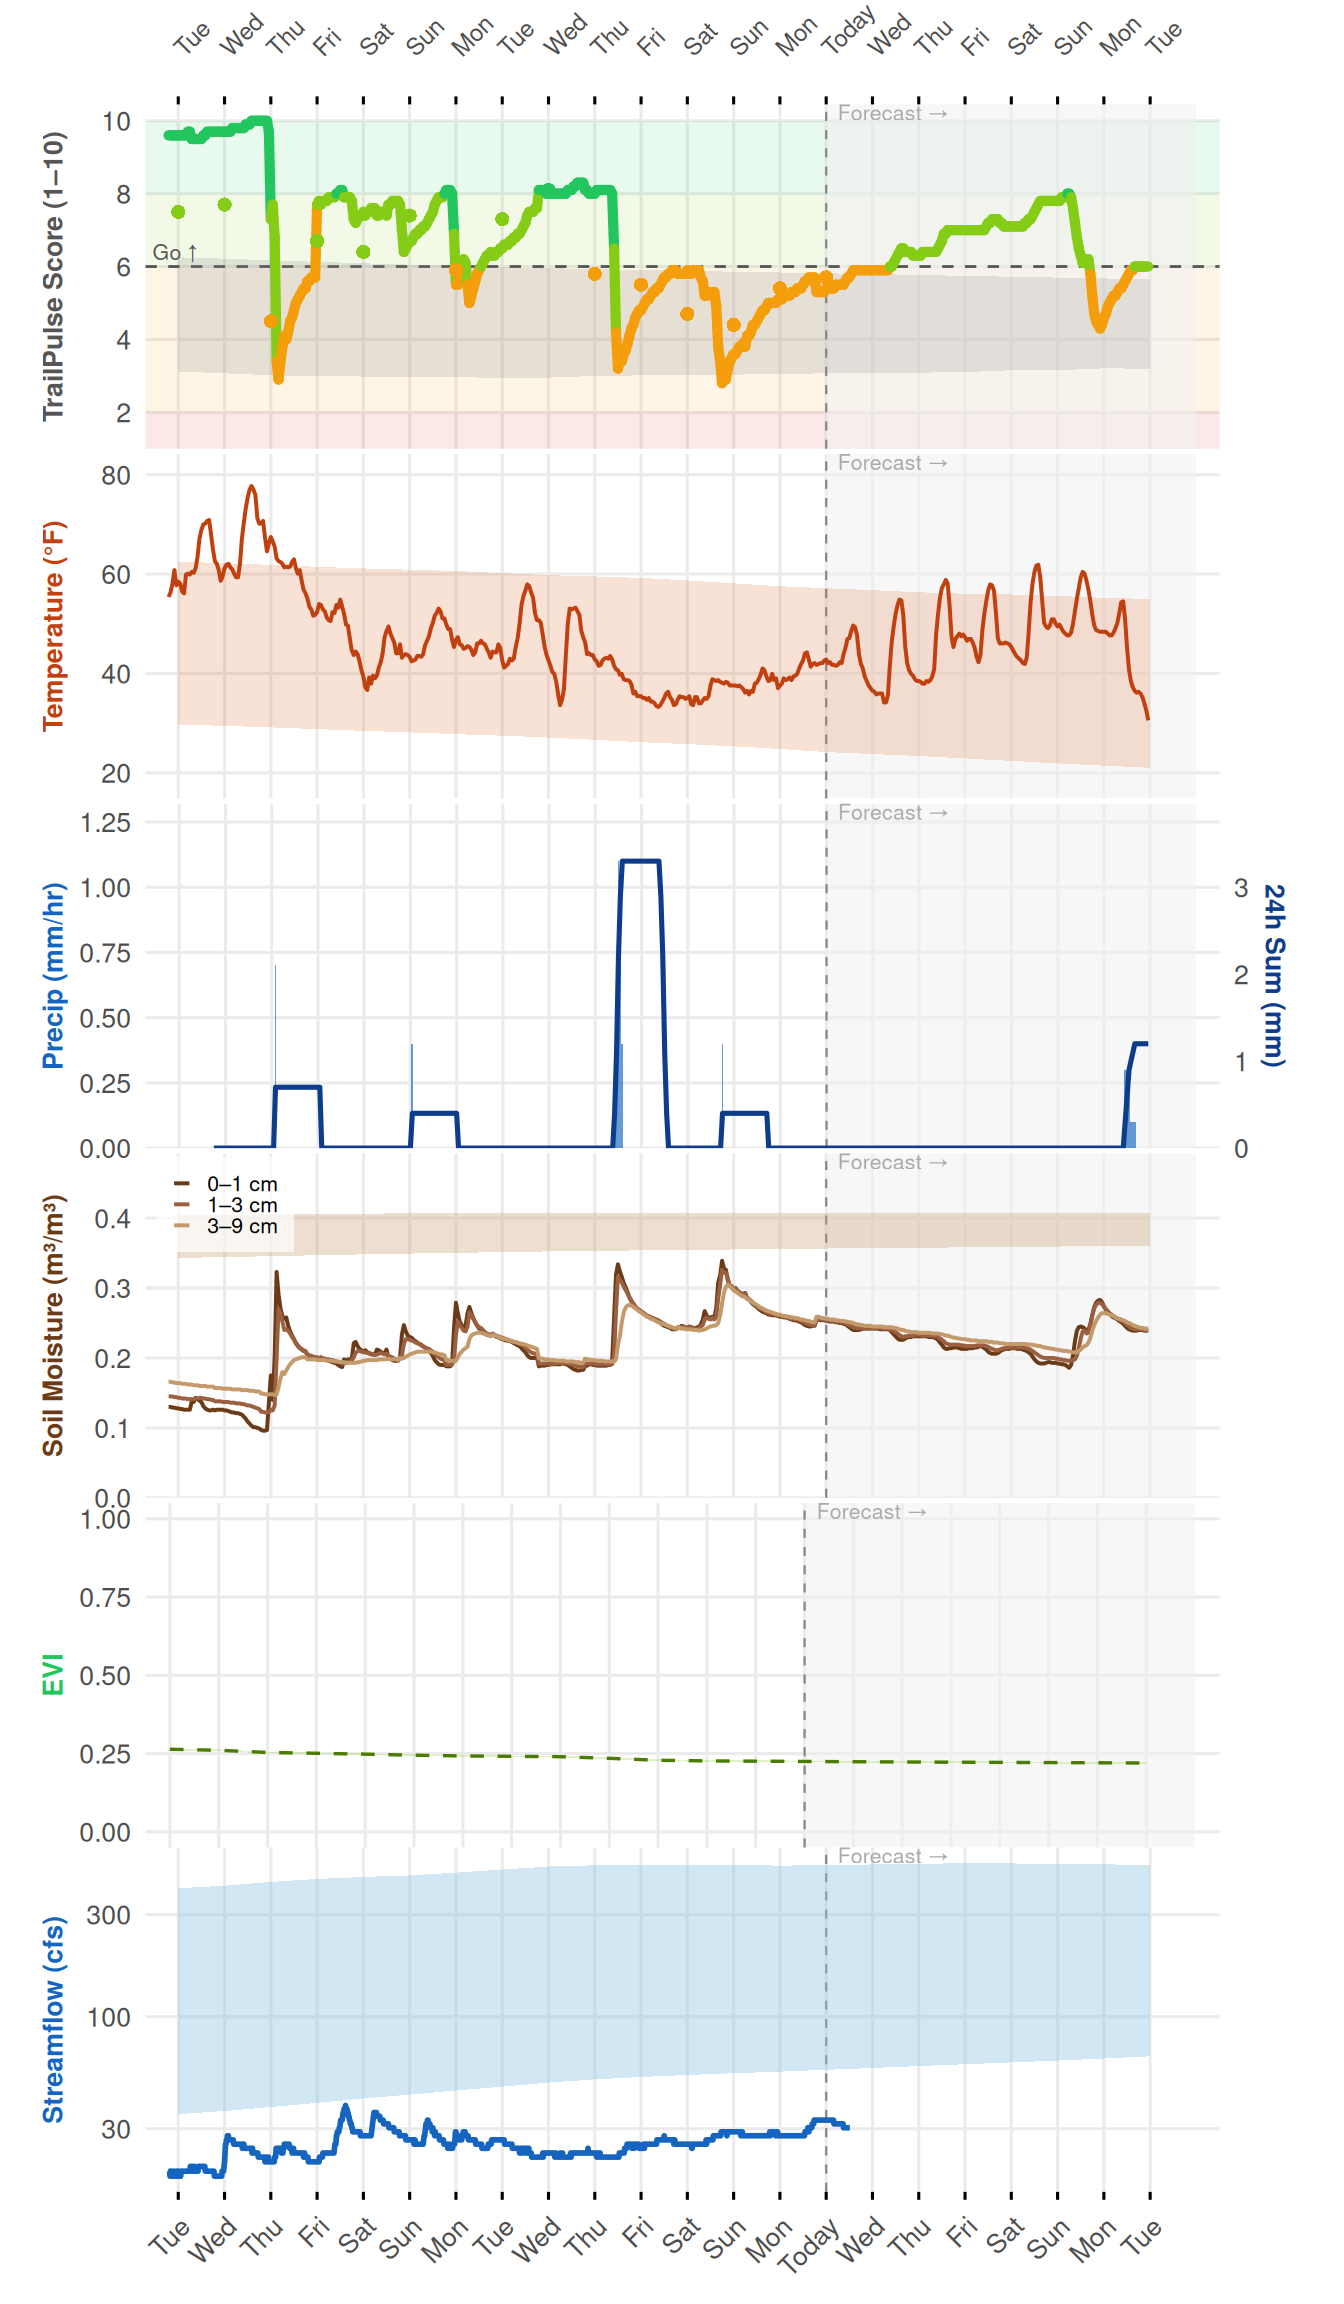 Tue Wed Thu Fri Sat Sun Mon Tue Wed Thu Fri Sat Sun Mon Today Wed Thu Fri Sat Sun Mon Tue
TrailPulse Score (1–10)
Forecast →
10
8
Go ↑
6
4
2
Temperature (°F)
Forecast →
80
60
40
20
Precip (mm/hr)
24h Sum (mm)
Forecast →
1.25
1.00
3
0.75
2
0.50
1
0.25
0.00
0
Soil Moisture (m³/m³)
Forecast →
0–1 cm
1–3 cm
3–9 cm
0.4
0.3
0.2
0.1
0.0
EVI
Forecast →
1.00
0.75
0.50
0.25
0.00
Streamflow (cfs)
Forecast →
300
100
30
Tue Wed Thu Fri Sat Sun Mon Tue Wed Thu Fri Sat Sun Mon Today Wed Thu Fri Sat Sun Mon Tue